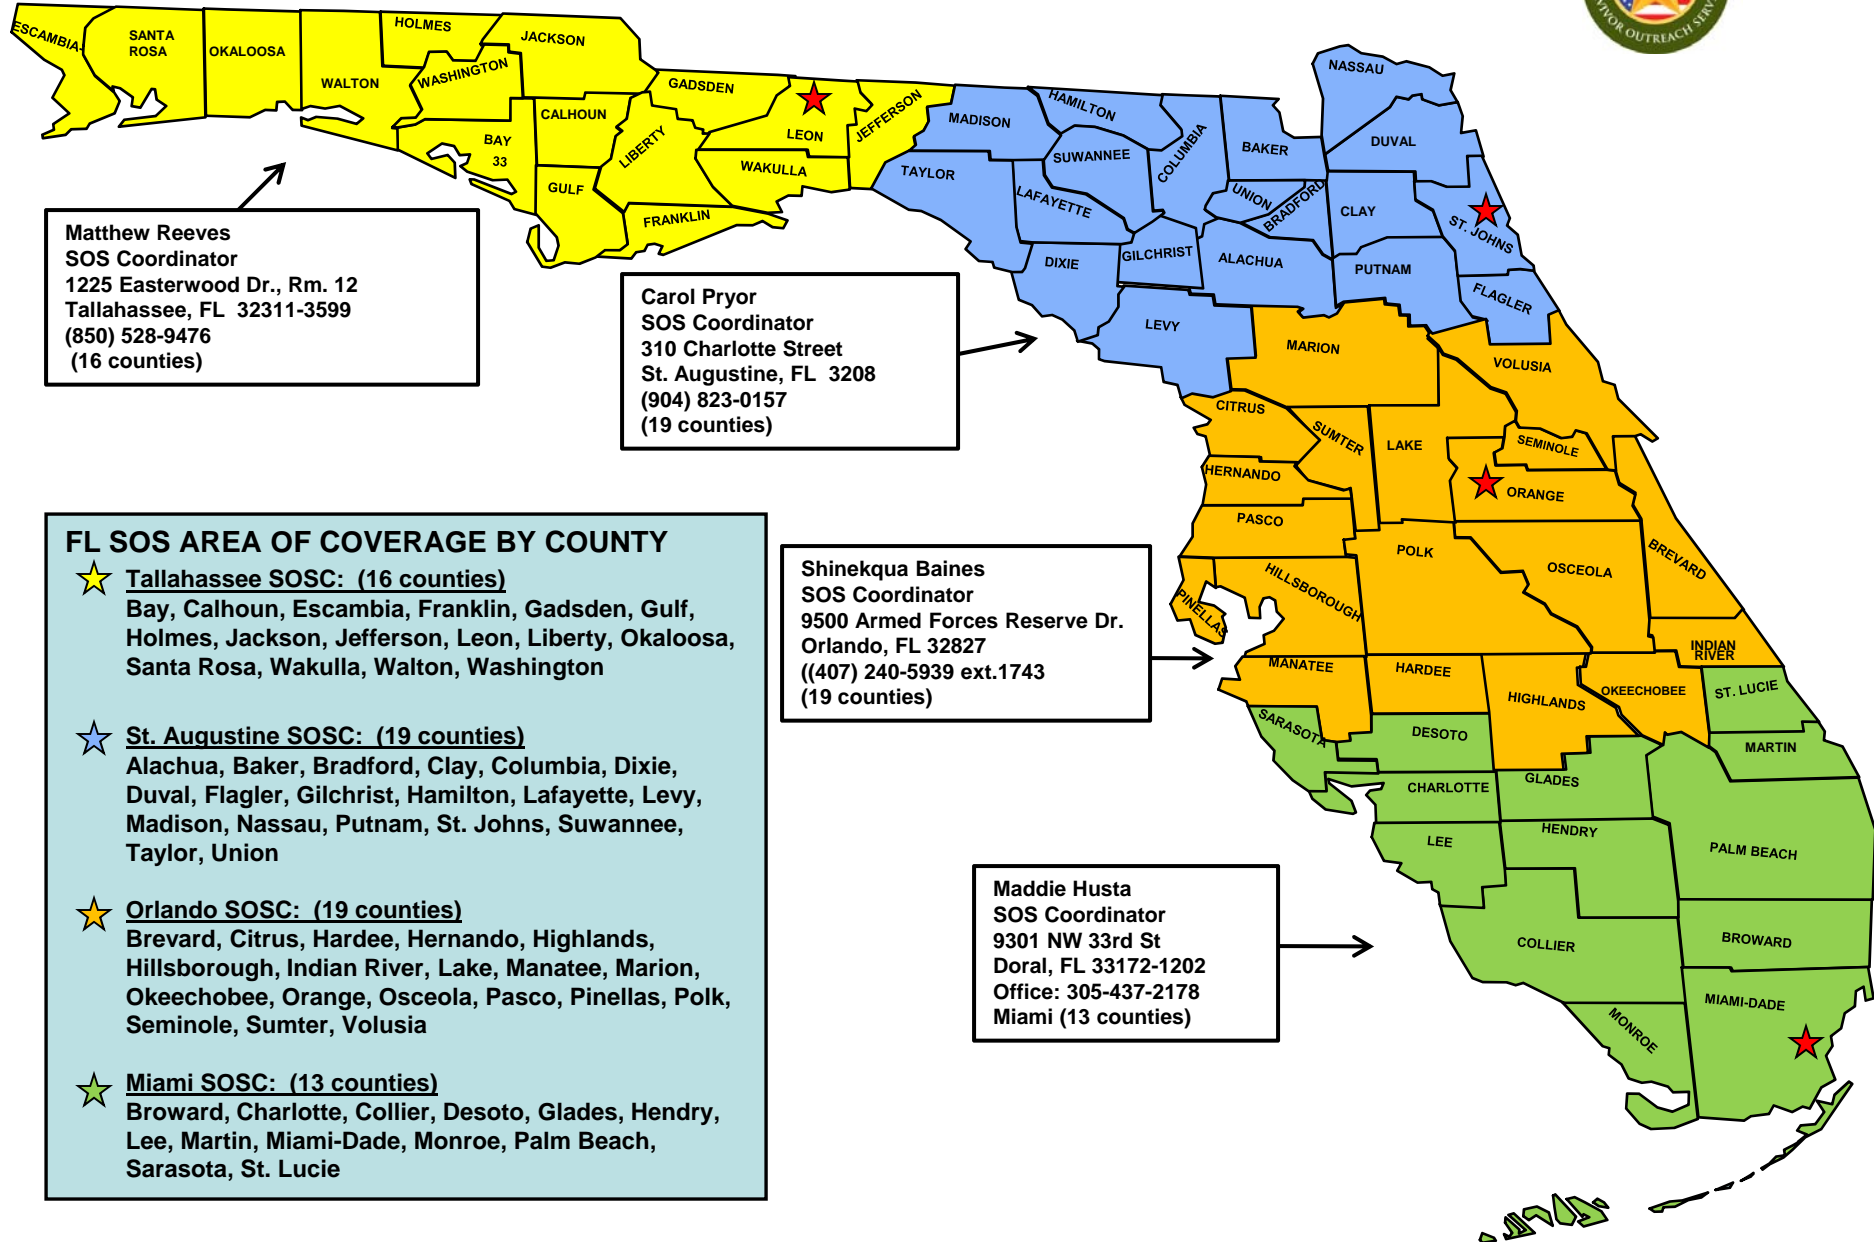 VIVOR OUTREACH SERV
ESCAMBIA
SANTA
ROSA
OKALOOSA
WALTON
HOLMES
WASHINGTON
JACKSON
BAY
33
CALHOUN
GULF
LIBERTY
GADSDEN
FRANKLIN
LEON
WAKULLA
JEFFERSON
MADISON
TAYLOR
HAMILTON
SUWANNEE
LAFAYETTE
DIXIE
COLUMBIA
GILCHRIST
LEVY
BAKER
UNION
BRADFORD
ALACHUA
NASSAU
DUVAL
CLAY
ST. JOHNS
PUTNAM
FLAGLER
MARION
VOLUSIA
CITRUS
SUMTER
LAKE
SEMINOLE
HERNANDO
ORANGE
PASCO
POLK
OSCEOLA
BREVARD
HILLSBOROUGH
PINELLAS
INDIAN
RIVER
MANATEE
HARDEE
HIGHLANDS
OKEECHOBEE
ST. LUCIE
SARASOTA
DESOTO
MARTIN
CHARLOTTE
GLADES
LEE
HENDRY
PALM BEACH
COLLIER
BROWARD
MIAMI-DADE
MONROE
Matthew Reeves
SOS Coordinator
1225 Easterwood Dr., Rm. 12
Tallahassee, FL  32311-3599
(850) 528-9476
(16 counties)
Carol Pryor
SOS Coordinator
310 Charlotte Street
St. Augustine, FL  3208
(904) 823-0157
(19 counties)
Shinekqua Baines
SOS Coordinator
9500 Armed Forces Reserve Dr.
Orlando, FL 32827
((407) 240-5939 ext.1743
(19 counties)
Maddie Husta
SOS Coordinator
9301 NW 33rd St
Doral, FL 33172-1202
Office: 305-437-2178
Miami (13 counties)
FL SOS AREA OF COVERAGE BY COUNTY
Tallahassee SOSC:  (16 counties)
Bay, Calhoun, Escambia, Franklin, Gadsden, Gulf,
Holmes, Jackson, Jefferson, Leon, Liberty, Okaloosa,
Santa Rosa, Wakulla, Walton, Washington
St. Augustine SOSC:  (19 counties)
Alachua, Baker, Bradford, Clay, Columbia, Dixie,
Duval, Flagler, Gilchrist, Hamilton, Lafayette, Levy,
Madison, Nassau, Putnam, St. Johns, Suwannee,
Taylor, Union
Orlando SOSC:  (19 counties)
Brevard, Citrus, Hardee, Hernando, Highlands,
Hillsborough, Indian River, Lake, Manatee, Marion,
Okeechobee, Orange, Osceola, Pasco, Pinellas, Polk,
Seminole, Sumter, Volusia
Miami SOSC:  (13 counties)
Broward, Charlotte, Collier, Desoto, Glades, Hendry,
Lee, Martin, Miami-Dade, Monroe, Palm Beach,
Sarasota, St. Lucie